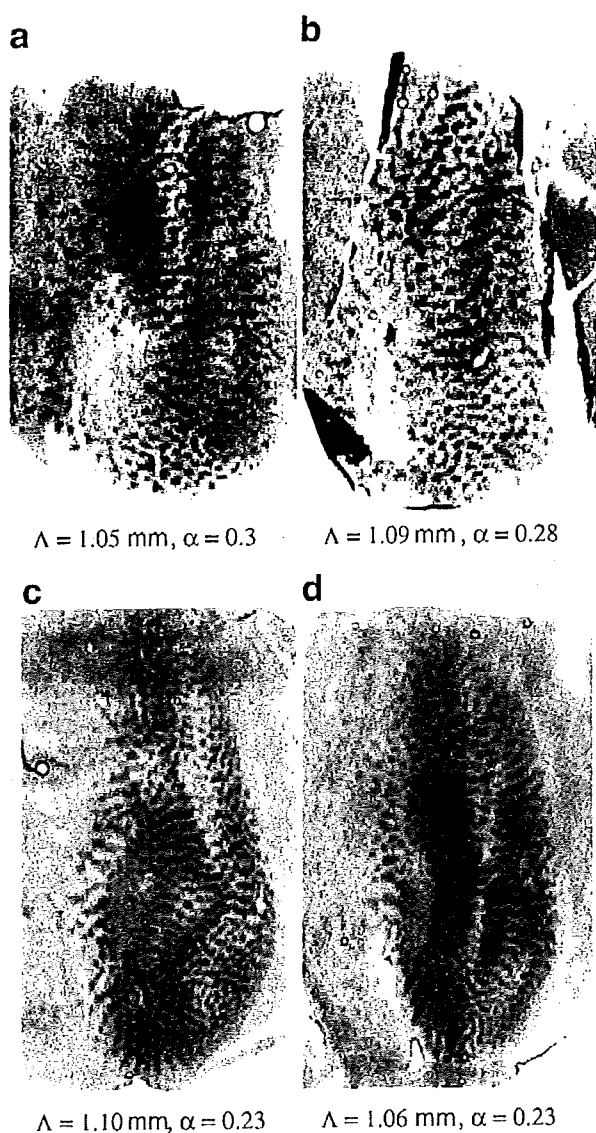 a
b
Λ = 1.05 mm, α = 0.3
Λ = 1.09 mm, α = 0.28
c
d
Λ = 1.10 mm, α = 0.23
Λ = 1.06 mm, α = 0.23